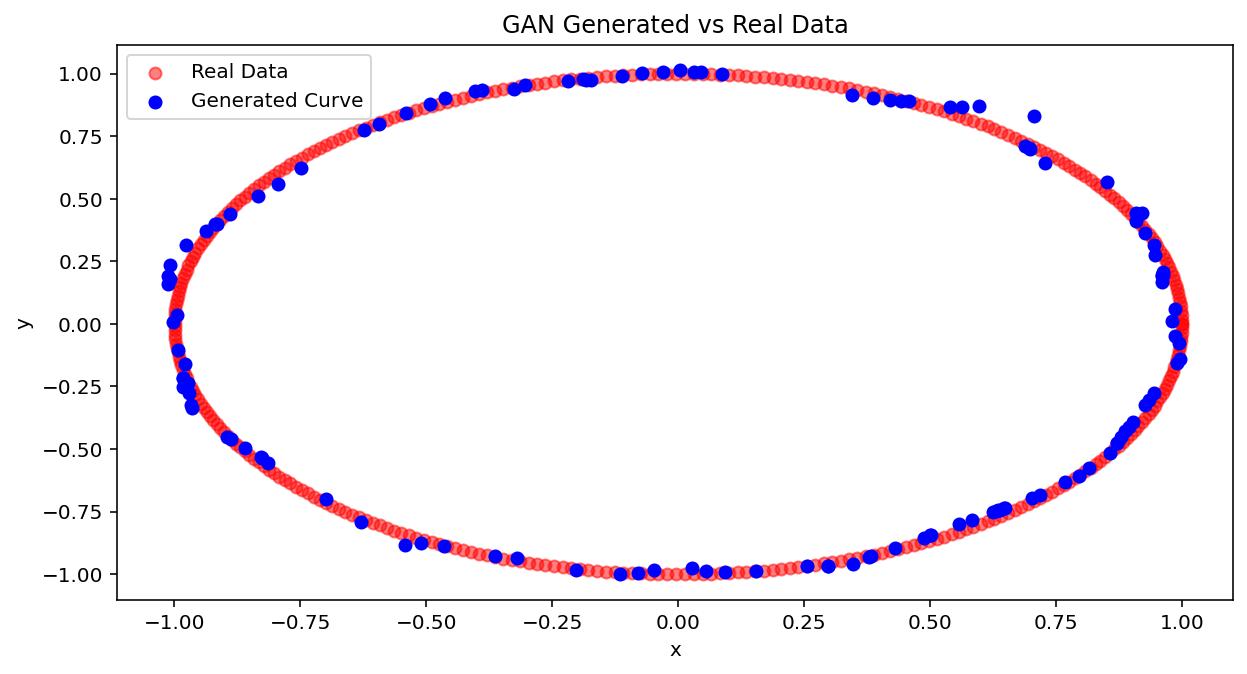 GAN Generated vs Real Data
Real Data
Generated Curve
1.00
0.75
0.50
0.25
0.00
−0.25
−0.50
−0.75
−1.00
y
−1.00 −0.75 −0.50 −0.25 0.00 0.25 0.50 0.75 1.00
x